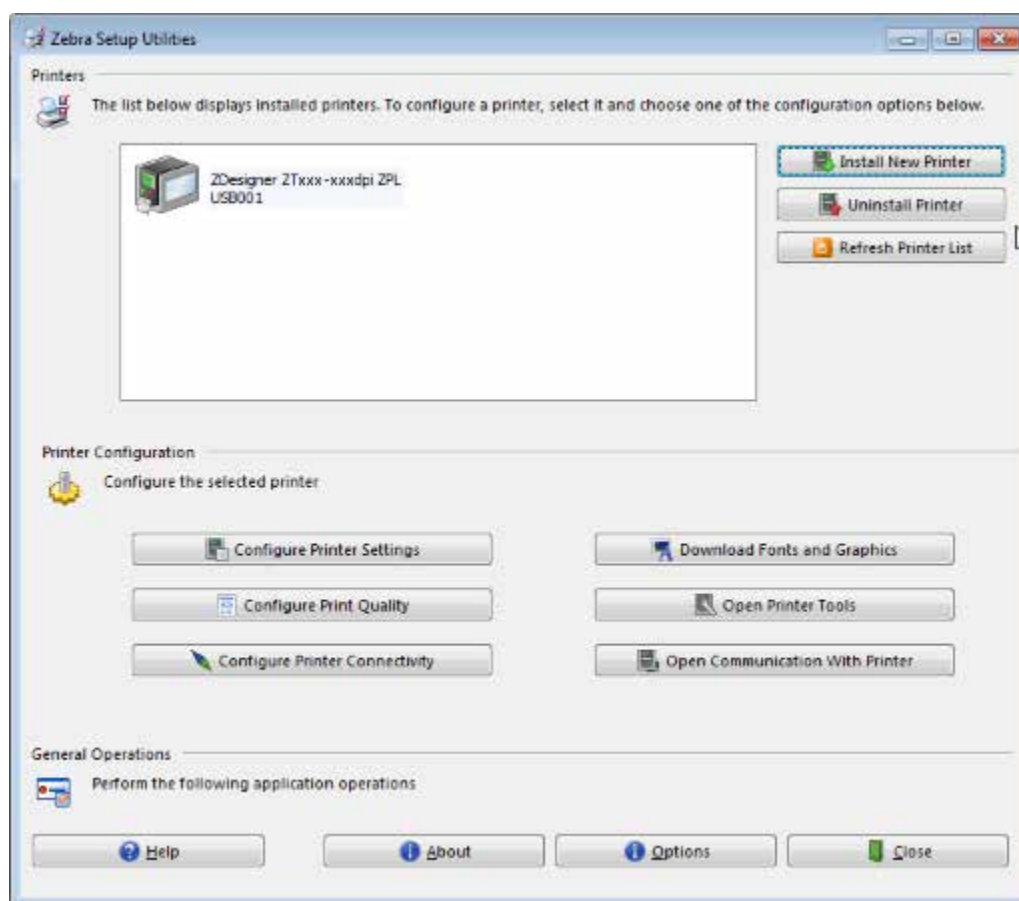 Zebra Setup Utilities
Printers
The list below displays installed printers. To configure a printer, select it and choose one of the configuration options below.
ZDesigner ZTxxx-xxxdpi ZPL
USB001
Install New Printer
Uninstall Printer
Refresh Printer List
Printer Configuration
Configure the selected printer
Configure Printer Settings
Download Fonts and Graphics
Configure Print Quality
Open Printer Tools
Configure Printer Connectivity
Open Communication With Printer
General Operations
Perform the following application operations
Help
About
Options
Close